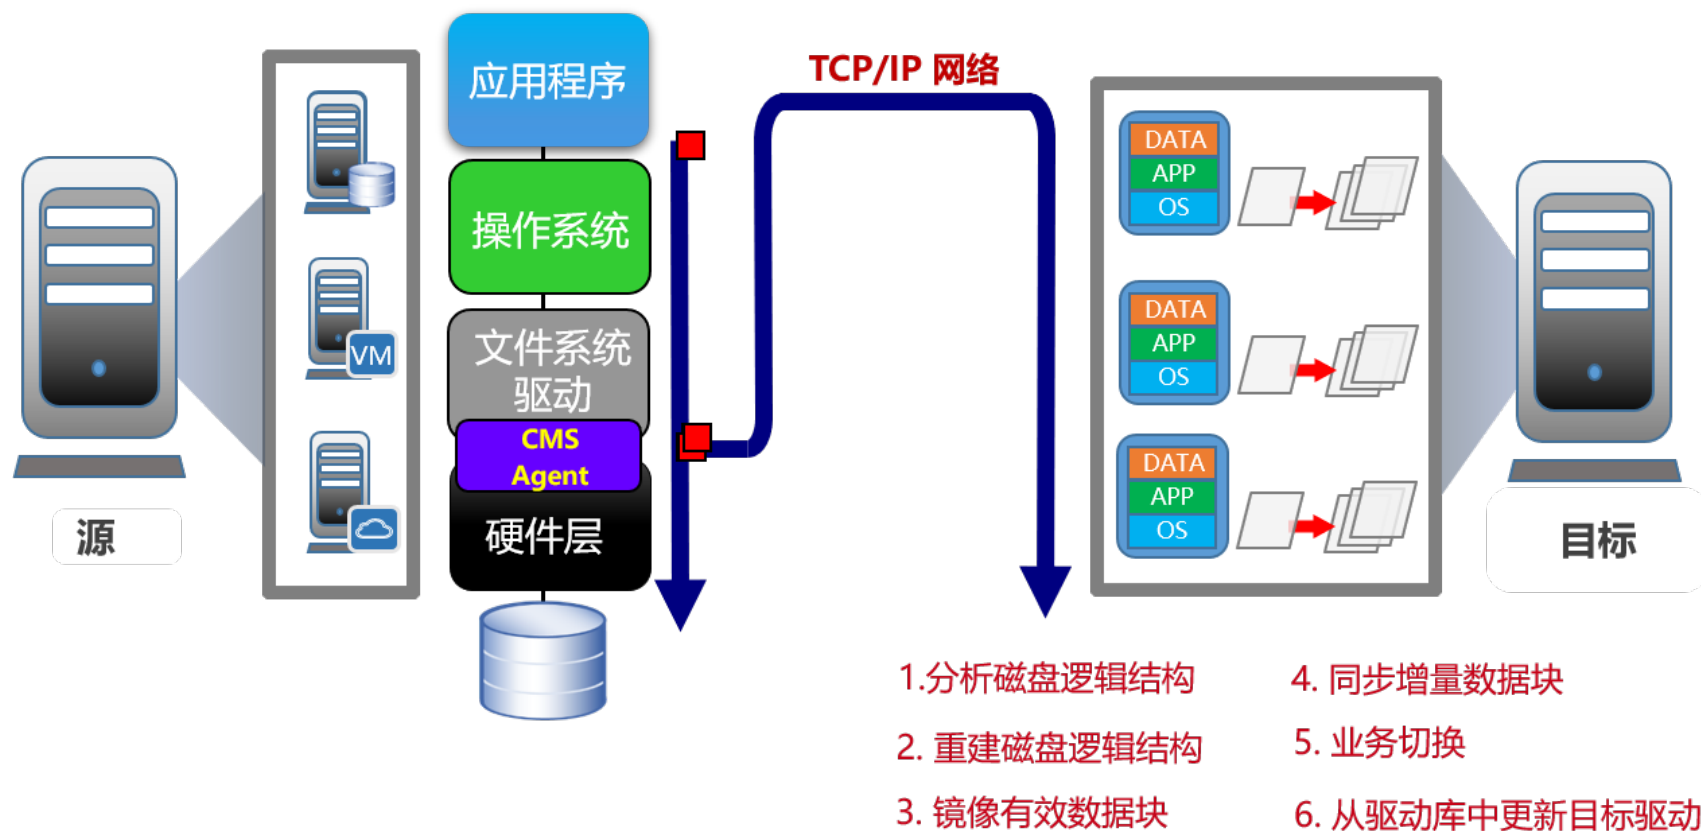 应用程序
操作系统
文件系统
驱动
CMS
Agent
硬件层
源
VM
TCP/IP 网络
DATA
APP
OS
DATA
APP
OS
DATA
APP
OS
目标
1.分析磁盘逻辑结构
2. 重建磁盘逻辑结构
3. 镜像有效数据块
4. 同步增量数据块
5. 业务切换
6. 从驱动库中更新目标驱动